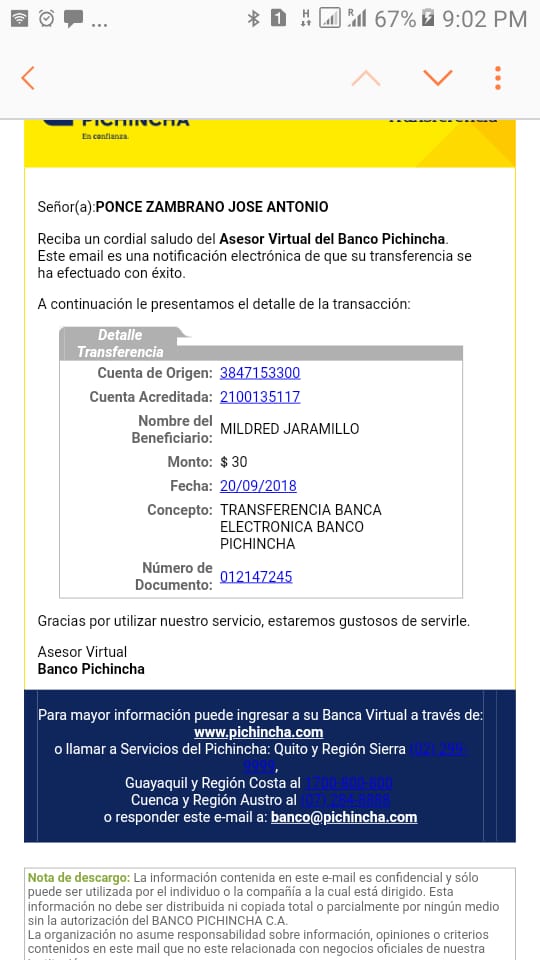 ... H R 67% 9:02 PM
PICHINCHA
Transferencia
En confianza.
Señor(a):PONCE ZAMBRANO JOSE ANTONIO
Reciba un cordial saludo del Asesor Virtual del Banco Pichincha.
Este email es una notificación electrónica de que su transferencia se
ha efectuado con éxito.
A continuación le presentamos el detalle de la transacción:
Detalle
Transferencia
Cuenta de Origen: 3847153300
Cuenta Acreditada: 2100135117
Nombre del
Beneficiario: MILDRED JARAMILLO
Monto: $ 30
Fecha: 20/09/2018
Concepto: TRANSFERENCIA BANCA
ELECTRONICA BANCO
PICHINCHA
Número de
Documento: 012147245
Gracias por utilizar nuestro servicio, estaremos gustosos de servirle.
Asesor Virtual
Banco Pichincha
Para mayor información puede ingresar a su Banca Virtual a través de:
www.pichincha.com
o llamar a Servicios del Pichincha: Quito y Región Sierra (02) 299-
9999,
Guayaquil y Región Costa al 1700-800-800
Cuenca y Región Austro al
o responder este e-mail a: banco@pichincha.com
Nota de descargo: La información contenida en este e-mail es confidencial y sólo
puede ser utilizada por el individuo o la compañía a la cual está dirigido. Esta
información no debe ser distribuida ni copiada total o parcialmente por ningún medio
sin la autorización del BANCO PICHINCHA C.A.
La organización no asume responsabilidad sobre información, opiniones o criterios
contenidos en este mail que no este relacionada con negocios oficiales de nuestra